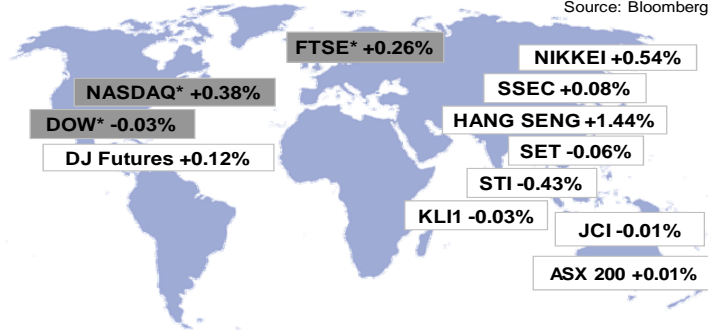 Source: Bloomberg
FTSE* +0.26%
NIKKEI +0.54%
NASDAQ* +0.38%
SSEC +0.08%
DOW* -0.03%
HANG SENG +1.44%
DJ Futures +0.12%
SET -0.06%
STI -0.43%
KLI1 -0.03%
JCI -0.01%
ASX 200 +0.01%